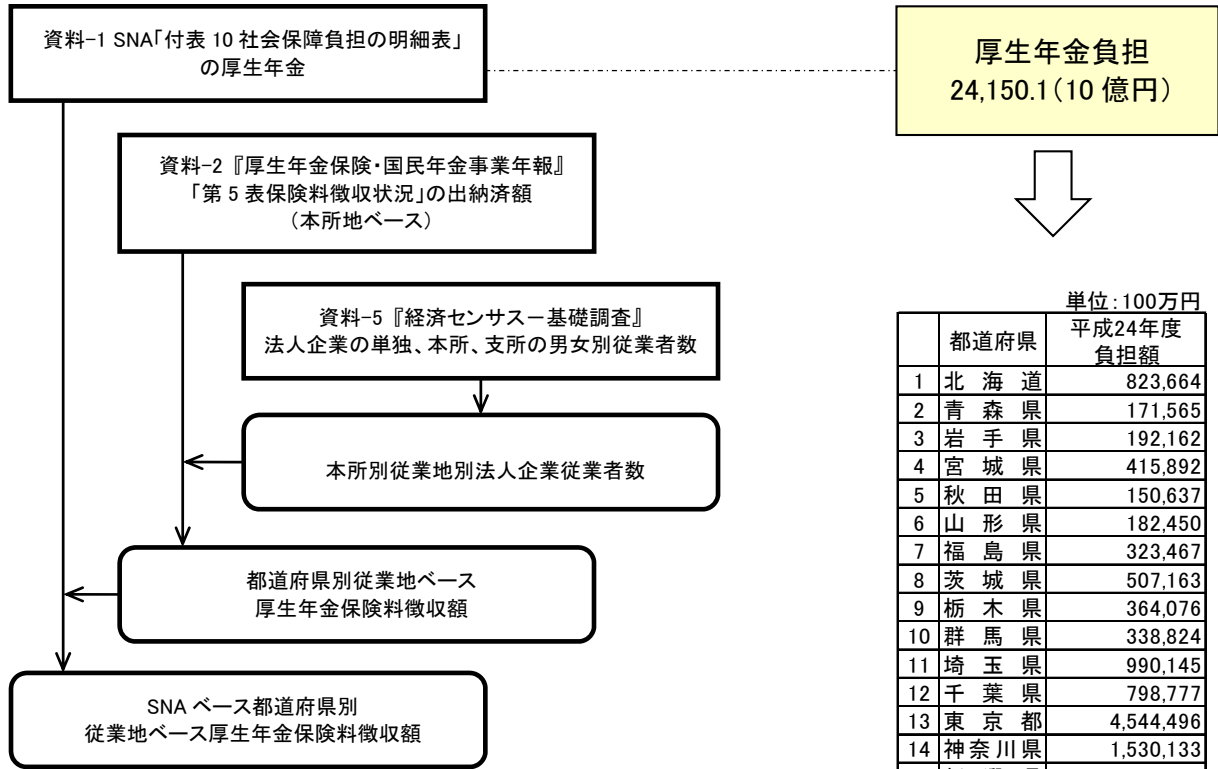 資料-1 SNA「付表 10 社会保障負担の明細表」
の厚生年金
厚生年金負担
24,150.1(10 億円)
資料-2『厚生年金保険・国民年金事業年報』
「第 5 表保険料徴収状況」の出納済額
(本所地ベース)
資料-5『経済センサスー基礎調査』
法人企業の単独、本所、支所の男女別従業者数
本所別従業地別法人企業従業者数
都道府県別従業地ベース
厚生年金保険料徴収額
SNA ベース都道府県別
従業地ベース厚生年金保険料徴収額
単位:100万円
都道府県 平成24年度
負担額
1 北海道 823,664
2 青森県 171,565
3 岩手県 192,162
4 宮城県 415,892
5 秋田県 150,637
6 山形県 182,450
7 福島県 323,467
8 茨城県 507,163
9 栃木県 364,076
10 群馬県 338,824
11 埼玉県 990,145
12 千葉県 798,777
13 東京都 4,544,496
14 神奈川県 1,530,133